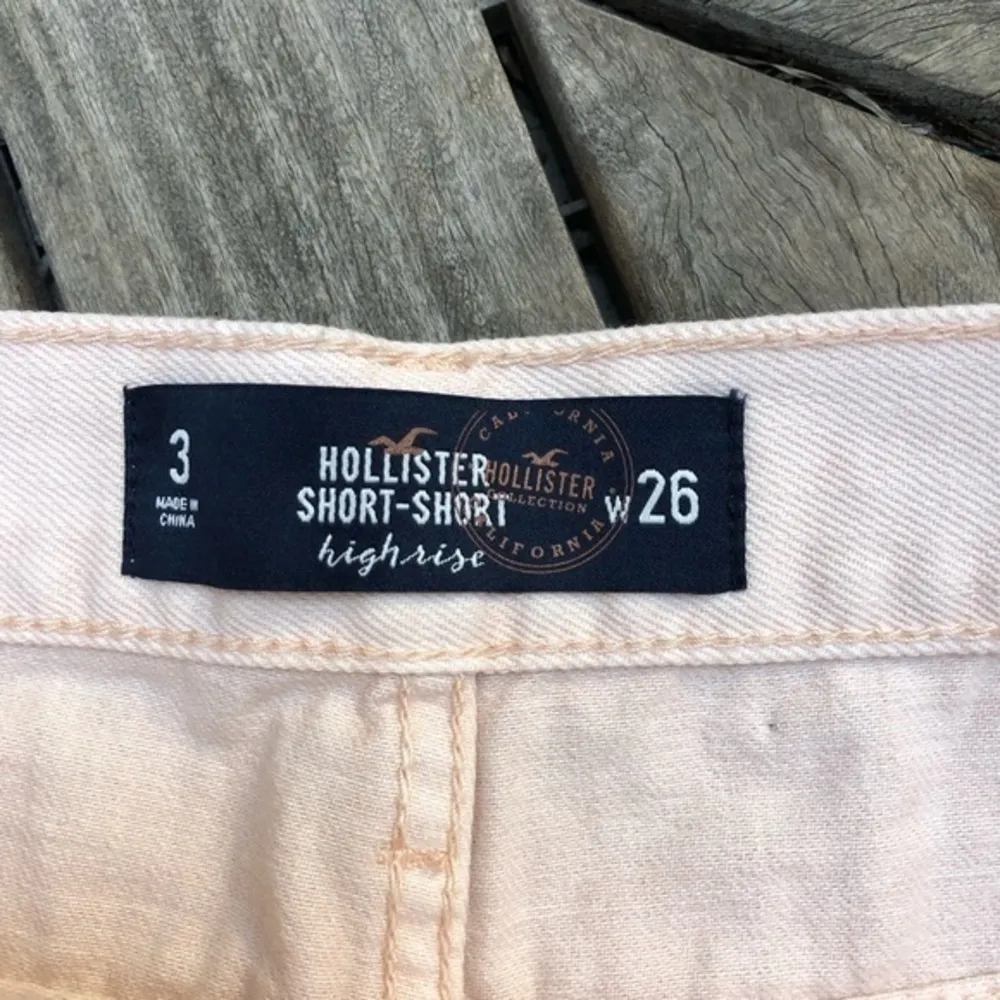 3
MADE IN
CHINA
HOLLISTER
SHORT-SHORT
highrise
CALIFORNIA
HOLLISTER
COLLECTION
CALIFORNIA
W26